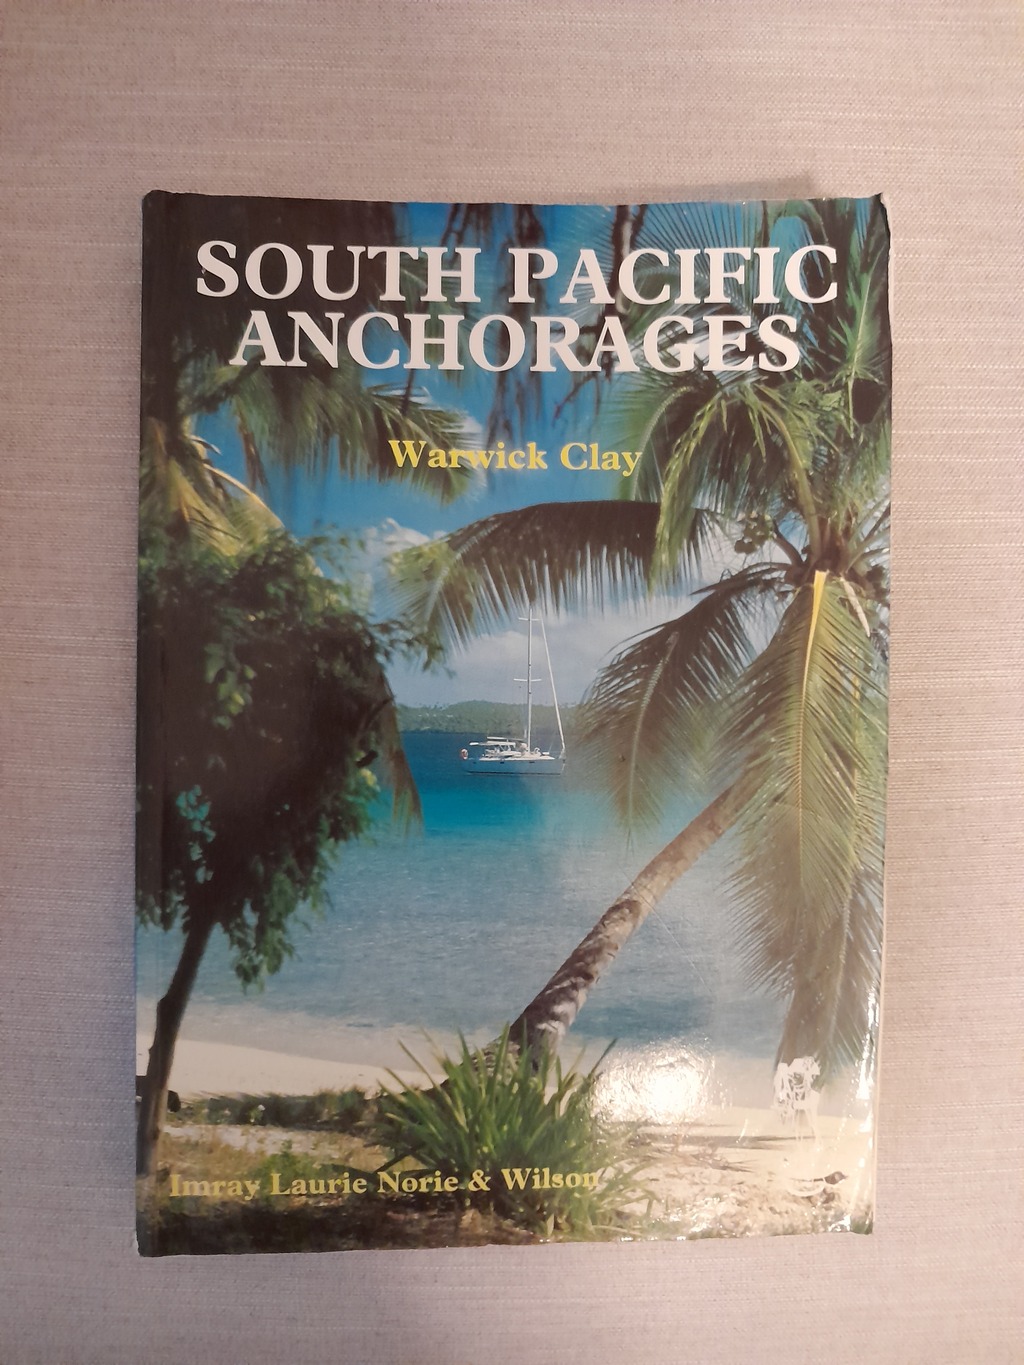 SOUTH PACIFIC
ANCHORAGES
Warwick Clay
Imray Laurie Norie & Wilson